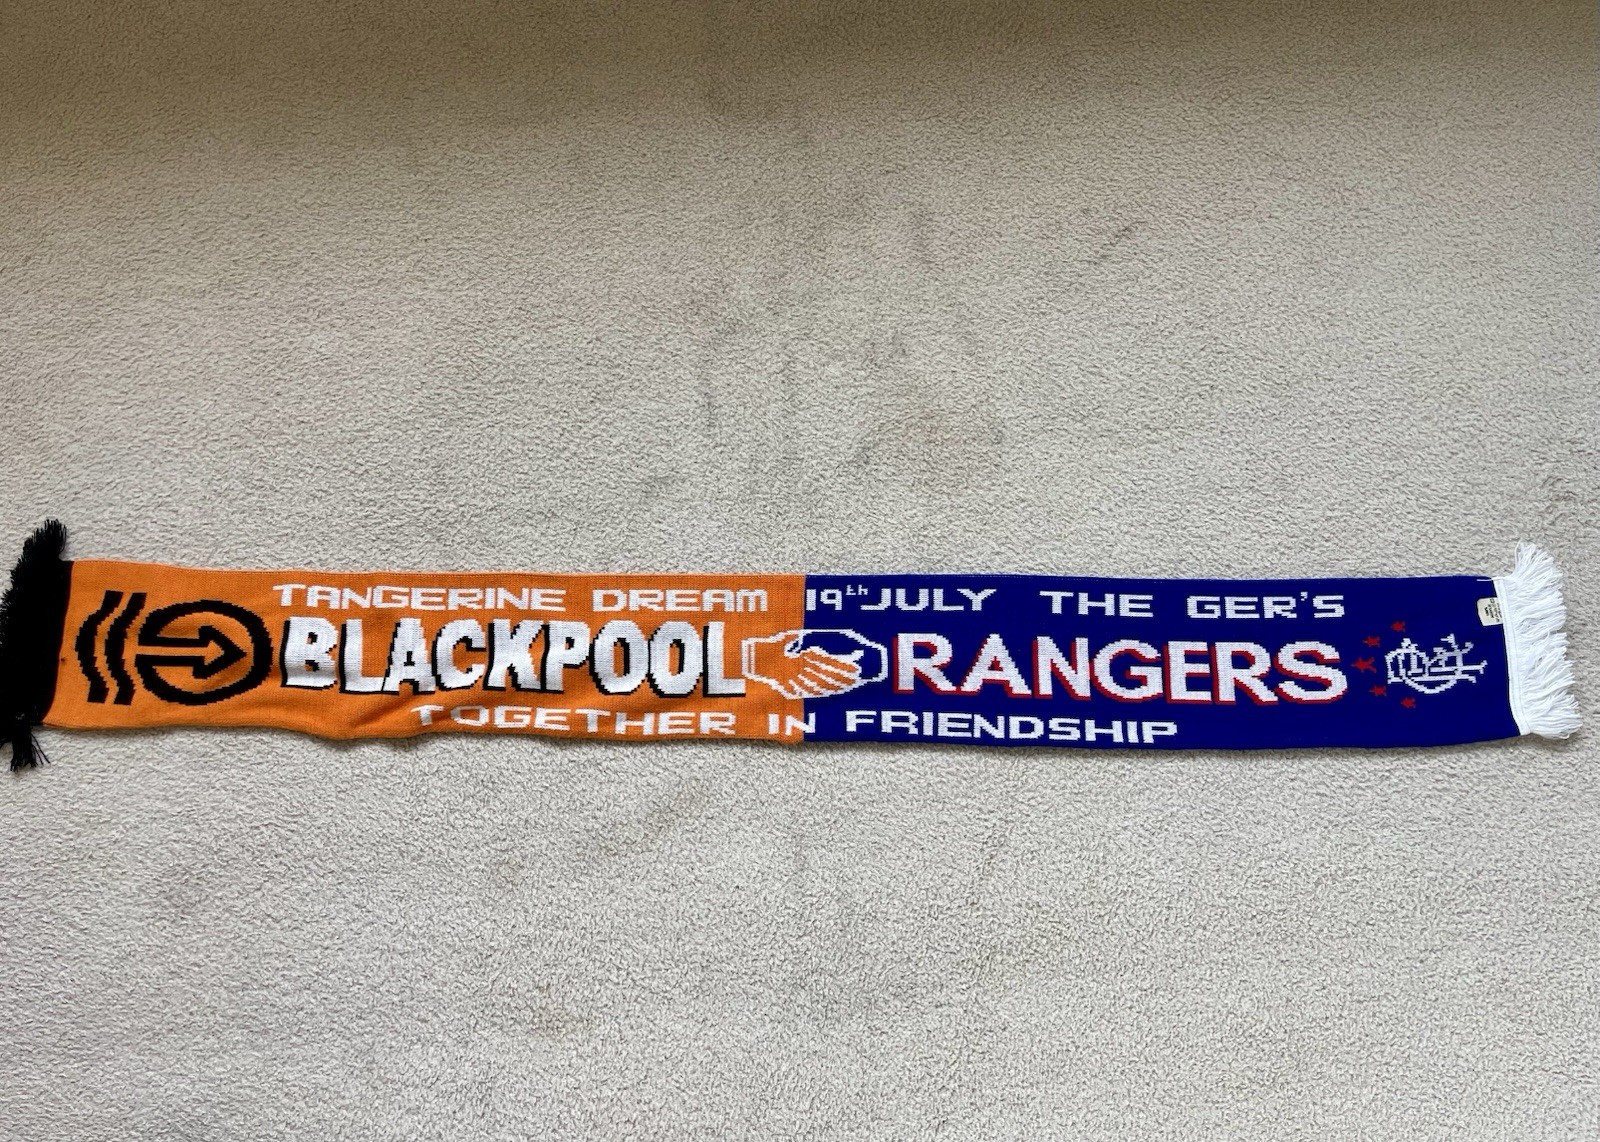 TANGERINE DREAM 19th JULY THE GER'S
BLACKPOOL RANGERS
TOGETHER IN FRIENDSHIP